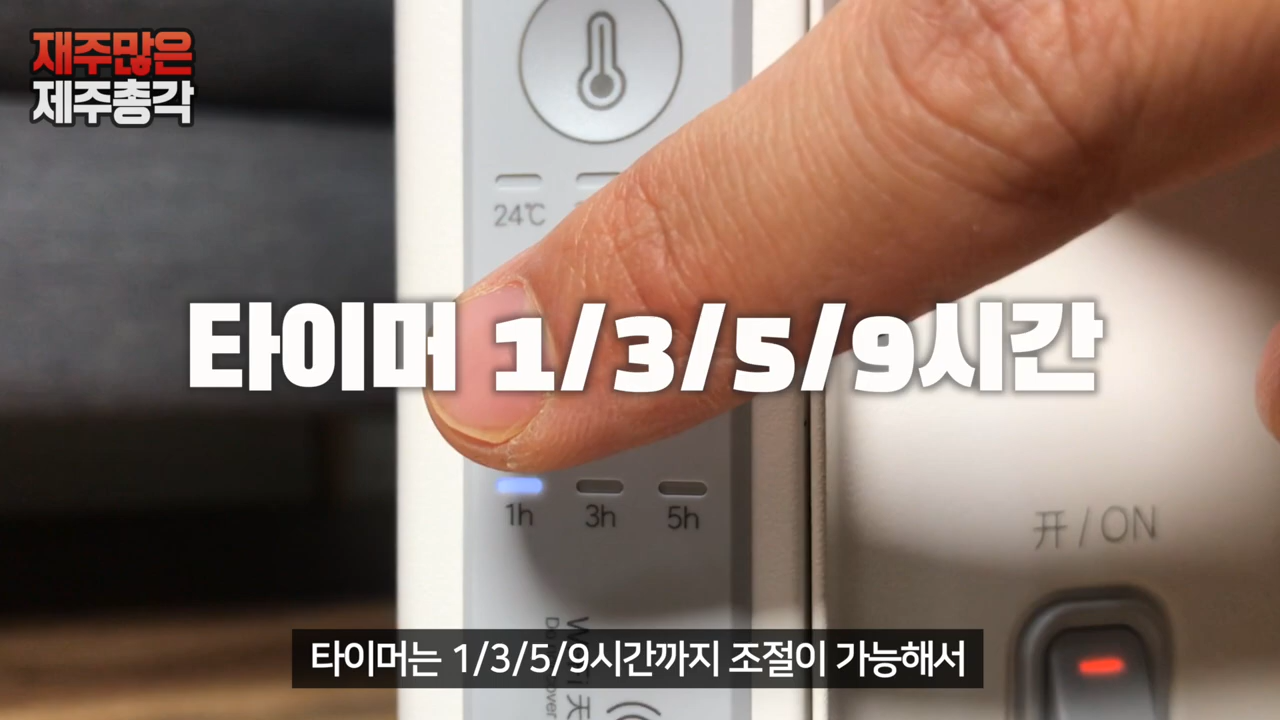 재주많은
제주총각
24℃
타이머 1/3/5/9시간
1h 3h 5h
开 / ON
타이머는 1/3/5/9시간까지 조절이 가능해서